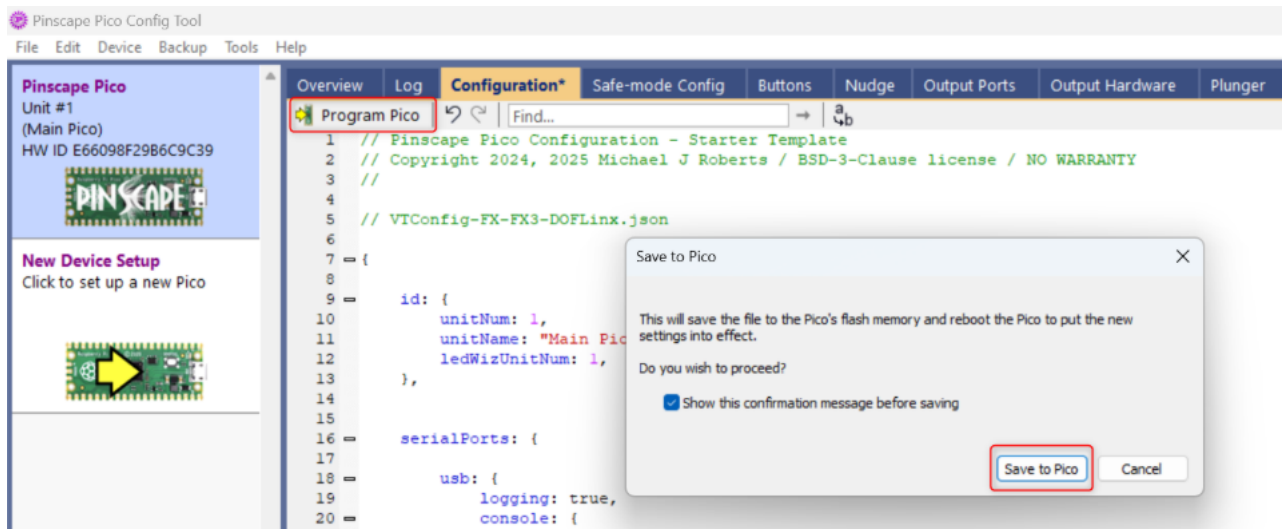 Pinscape Pico Config Tool
File Edit Device Backup Tools Help
Pinscape Pico
Unit #1
(Main Pico)
HW ID E66098F29B6C9C39
PINSCAPE
New Device Setup
Click to set up a new Pico
Overview Log Configuration* Safe-mode Config Buttons Nudge Output Ports Output Hardware Plunger
Program Pico Find... a b
1 // Pinscape Pico Configuration - Starter Template
2 // Copyright 2024, 2025 Michael J Roberts / BSD-3-Clause license / NO WARRANTY
3 //
4
5 // VTConfig-FX-FX3-DOFLinx.json
6
7 {
8
9 id: {
10 unitNum: 1,
11 unitName: "Main Pic
12 ledWizUnitNum: 1,
13 },
14
15
16 serialPorts: {
17
18 usb: {
19 logging: true,
20 console: {
Save to Pico
This will save the file to the Pico's flash memory and reboot the Pico to put the new
settings into effect.
Do you wish to proceed?
Show this confirmation message before saving
Save to Pico Cancel